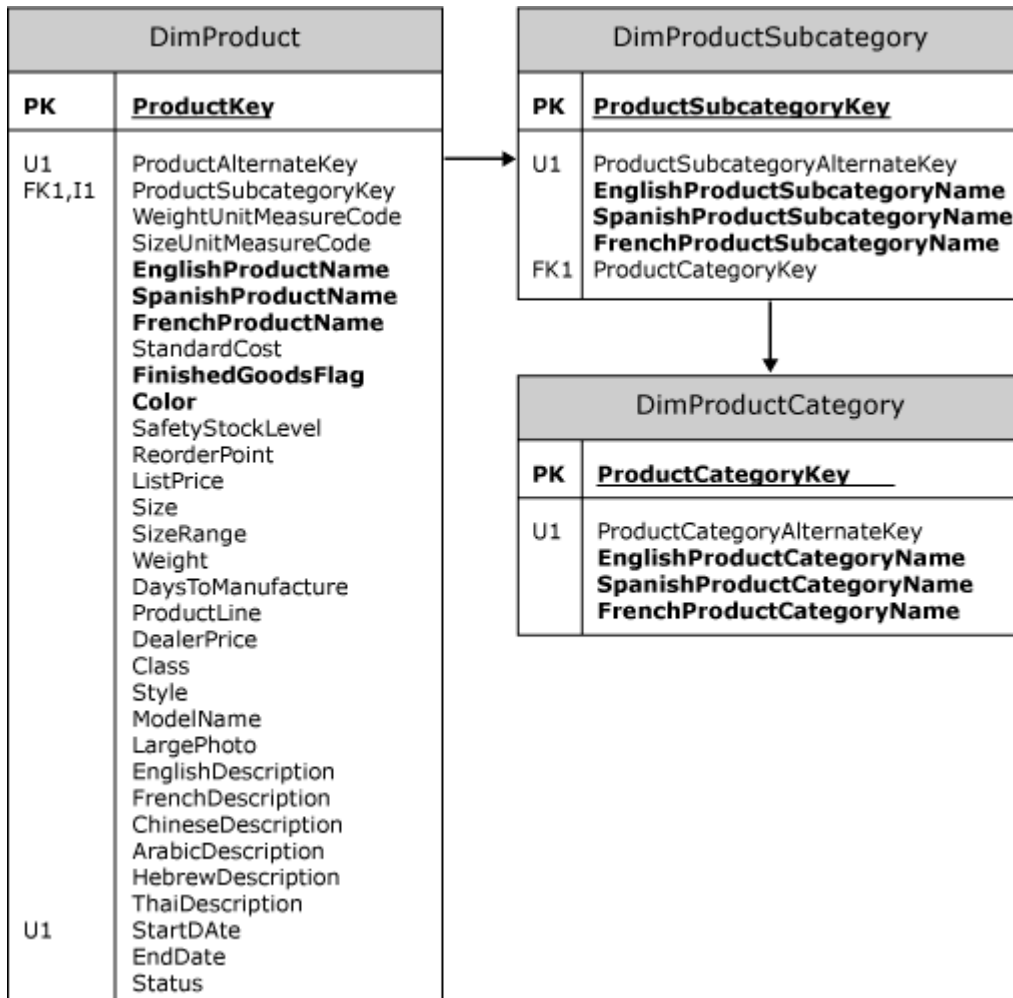 DimProduct
PK ProductKey
U1 ProductAlternateKey
FK1,I1 ProductSubcategoryKey
WeightUnitMeasureCode
SizeUnitMeasureCode
EnglishProductName
SpanishProductName
FrenchProductName
StandardCost
FinishedGoodsFlag
Color
SafetyStockLevel
ReorderPoint
ListPrice
Size
SizeRange
Weight
DaysToManufacture
ProductLine
DealerPrice
Class
Style
ModelName
LargePhoto
EnglishDescription
FrenchDescription
ChineseDescription
ArabicDescription
HebrewDescription
ThaiDescription
U1 StartDAte
EndDate
Status
DimProductSubcategory
PK ProductSubcategoryKey
U1 ProductSubcategoryAlternateKey
EnglishProductSubcategoryName
SpanishProductSubcategoryName
FrenchProductSubcategoryName
FK1 ProductCategoryKey
DimProductCategory
PK ProductCategoryKey
U1 ProductCategoryAlternateKey
EnglishProductCategoryName
SpanishProductCategoryName
FrenchProductCategoryName